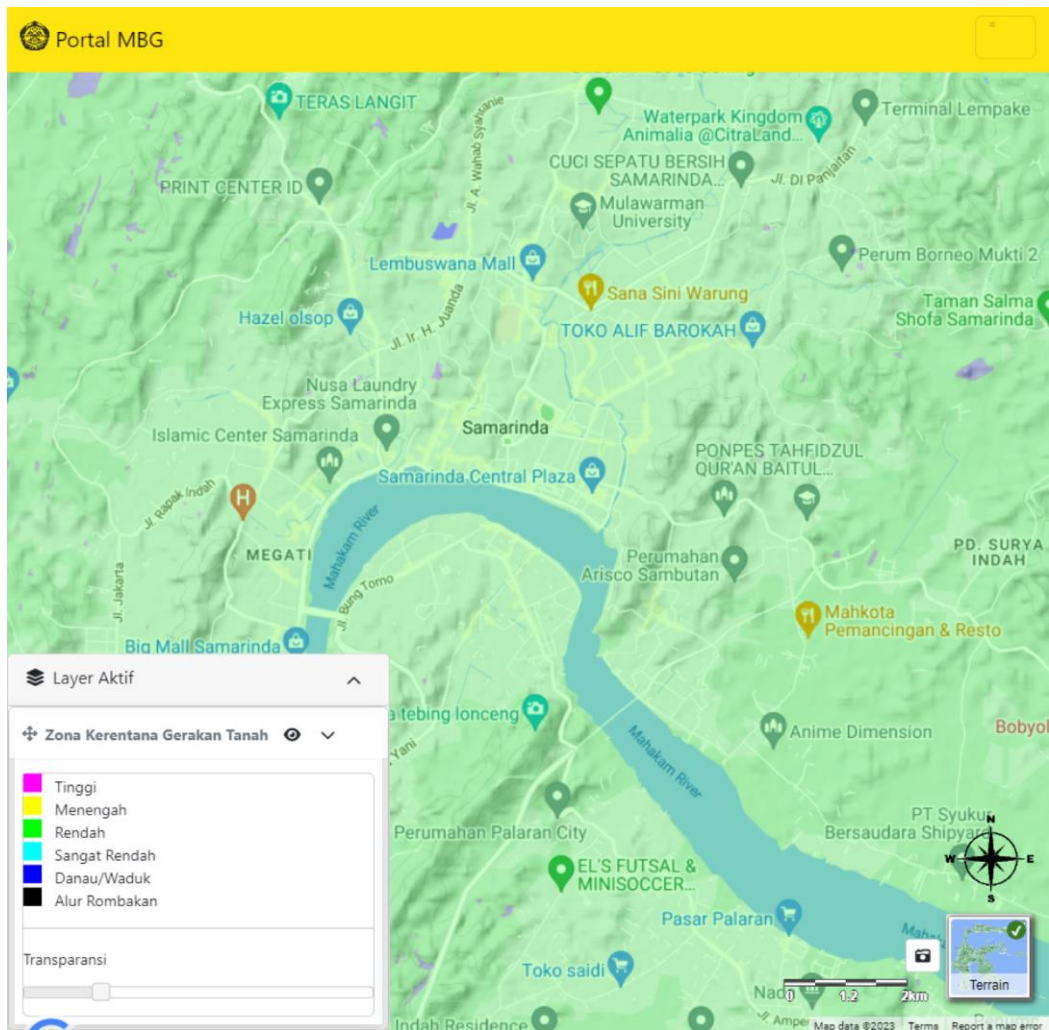 Portal MBG
TERAS LANGIT
Jl. A. Wahab Syahranie
Waterpark Kingdom
Animalia @CitraLand...
Terminal Lempake
PRINT CENTER ID
CUCI SEPATU BERSIH
SAMARINDA...
Jl. DI Panjaitan
Mulawarman
University
Lembuswana Mall
Perum Borneo Mukti 2
Sana Sini Warung
Taman Salma
Shofa Samarinda
Hazel olsop
Jl. Ir. H. Juanda
TOKO ALIF BAROKAH
Nusa Laundry
Express Samarinda
Samarinda
Islamic Center Samarinda
PONPES TAHFIDZUL
QUR'AN BAITUL...
Samarinda Central Plaza
H
Jl. Rapak Indah
Mahakam River
MEGATI
Perumahan
Arisco Sambutan
PD. SURYA
INDAH
Jl. Jakarta
Jl. Bung Tomo
Mahkota
Pemancingan & Resto
Big Mall Samarinda
Layer Aktif
a tebing lonceng
Zona Kerentana Gerakan Tanah
Anime Dimension
Bobyol
Yani
Mahakam River
Tinggi
Menengah
Rendah
Sangat Rendah
Danau/Waduk
Alur Rombakan
Perumahan Palaran City
PT Syukur
Bersaudara Shipyard
N
W
E
S
EL'S FUTSAL &
MINISOCCER...
Pasar Palaran
Transparansi
Toko saidi
Terrain
0 1.2 2km
Indah Residence
Map data ©2023 Terms Report a map error